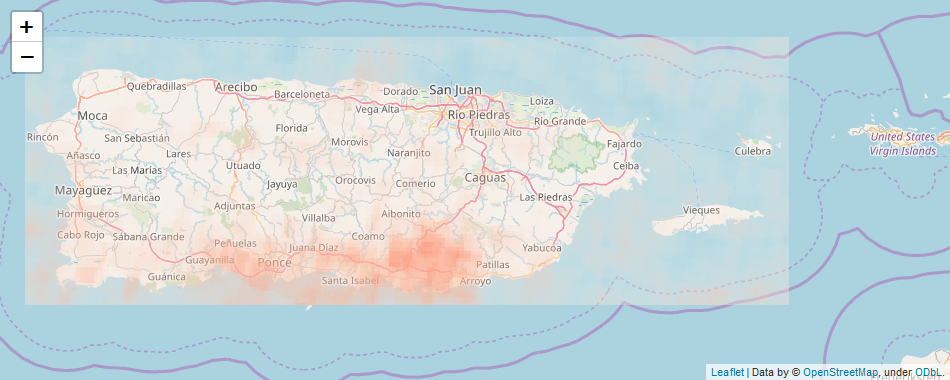 +
−
Quebradillas
Arecibo
Barceloneta
Dorado
San Juan
Vega Alta
Loíza
Moca
Río Piedras
Río Grande
Rincón
San Sebastián
Florida
Morovis
Trujillo Alto
Fajardo
Culebra
United States
Virgin Islands
Añasco
Lares
Naranjito
Utuado
Ceiba
Las Marías
Mayagüez
Maricao
Jayuya
Orocovis
Comerio
Caguas
Las Piedras
Hormigueros
Adjuntas
Villalba
Aibonito
Vieques
Cabo Rojo
Sábana Grande
Peñuelas
Juana Díaz
Coamo
Yabucoa
Guayanilla
Ponce
Patillas
Guánica
Santa Isabel
Arroyo
Leaflet | Data by © OpenStreetMap, under ODbL.